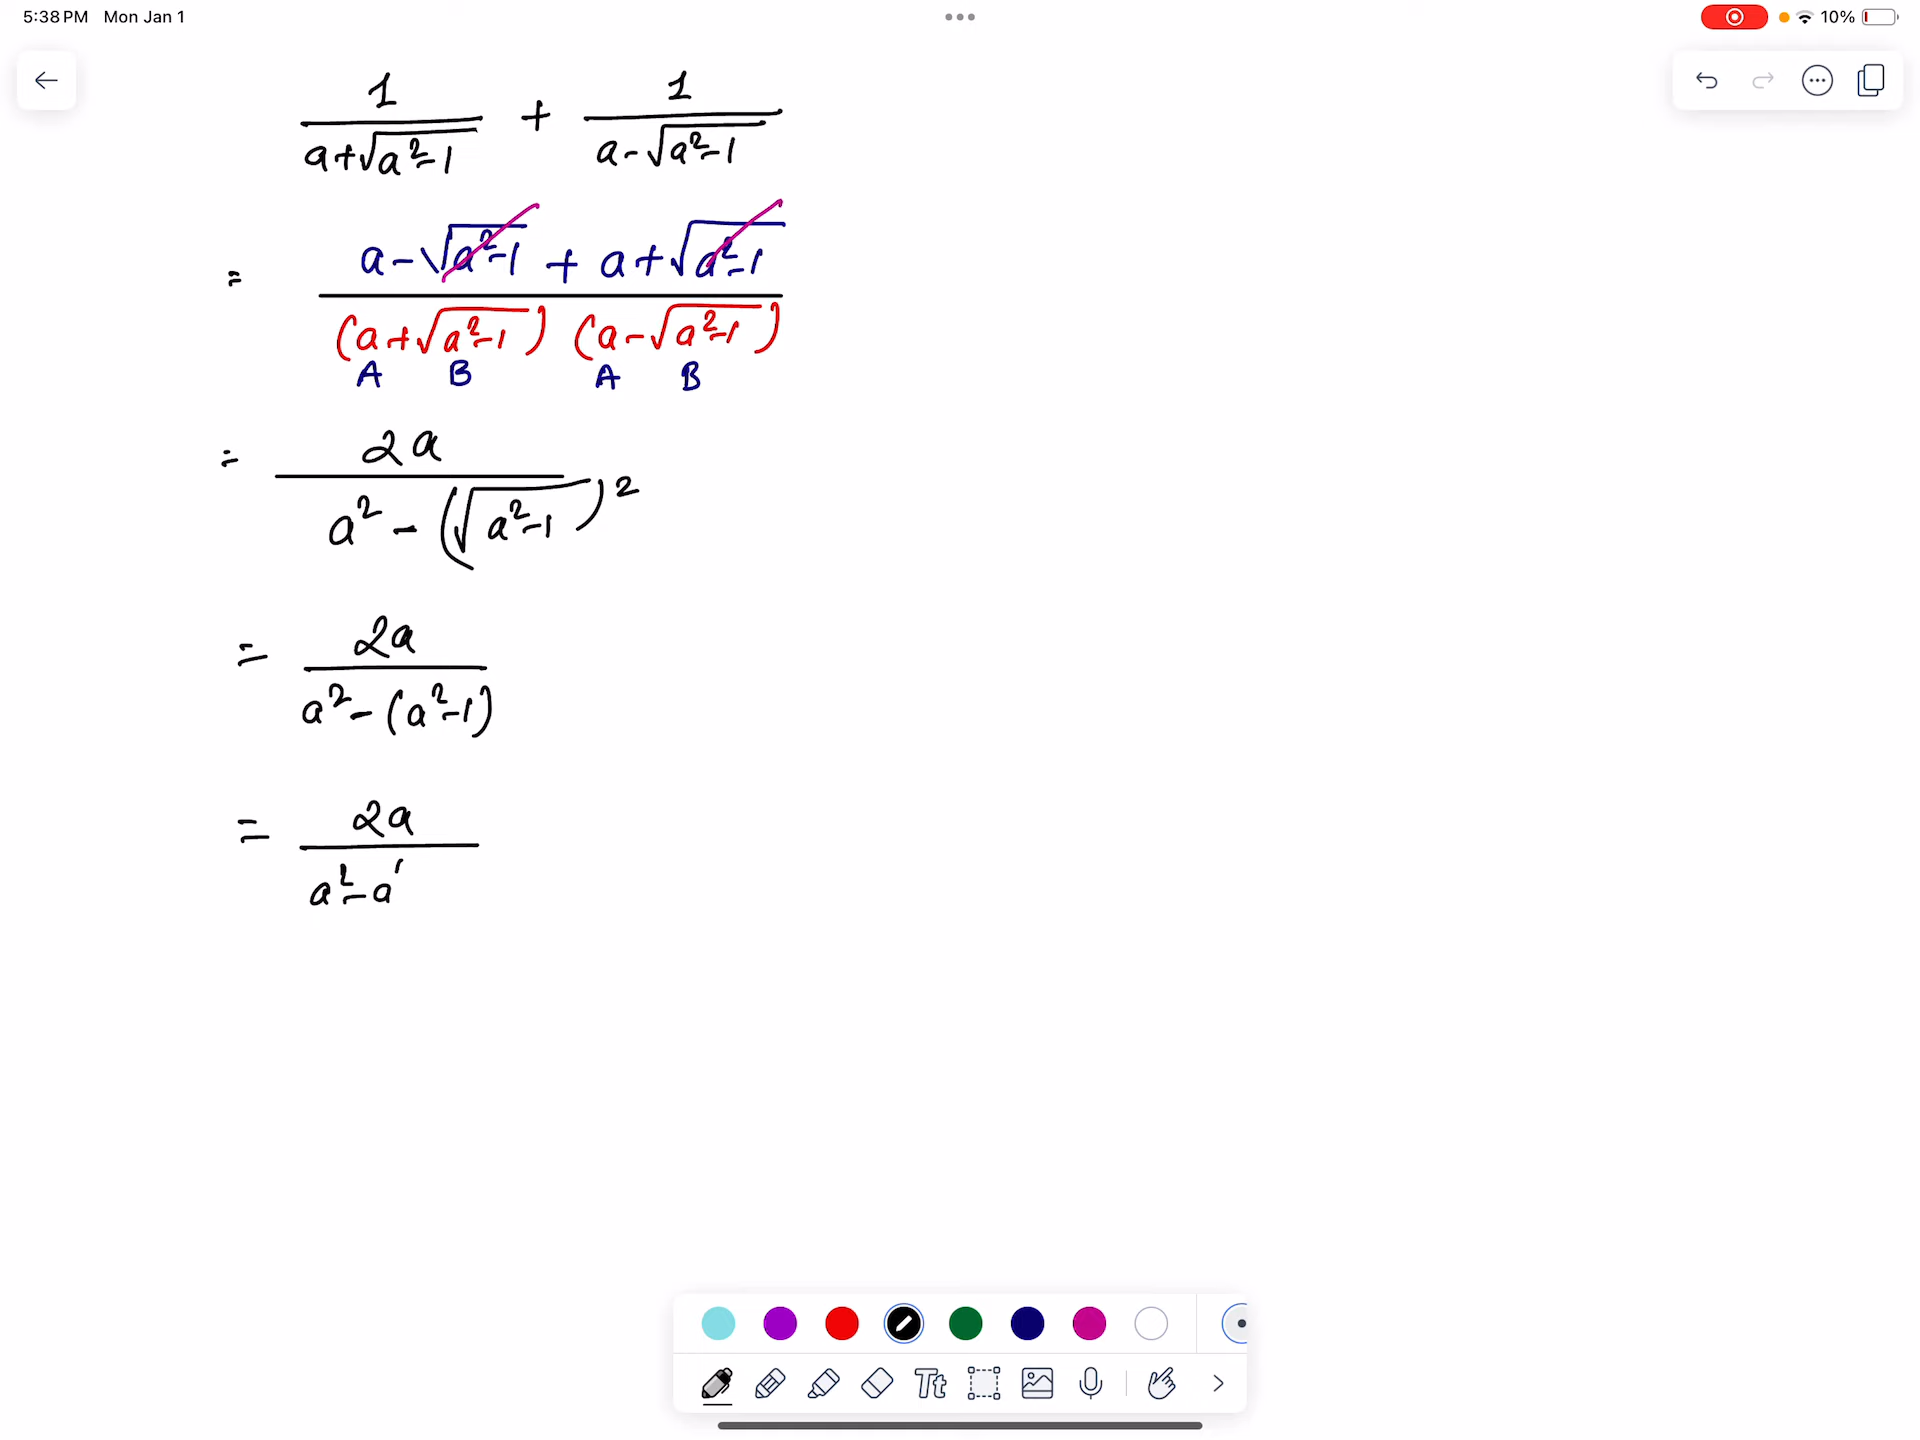 5:38 PM Mon Jan 1 10%
1/(a+√(a²-1)) + 1/(a-√(a²-1))
= (a-√(a²-1) + a+√(a²-1))/((a+√(a²-1)) (a-√(a²-1)))
A B A B
= 2a/(a² - (√(a²-1))²)
= 2a/(a² - (a²-1))
= 2a/(a² - a'
Tt